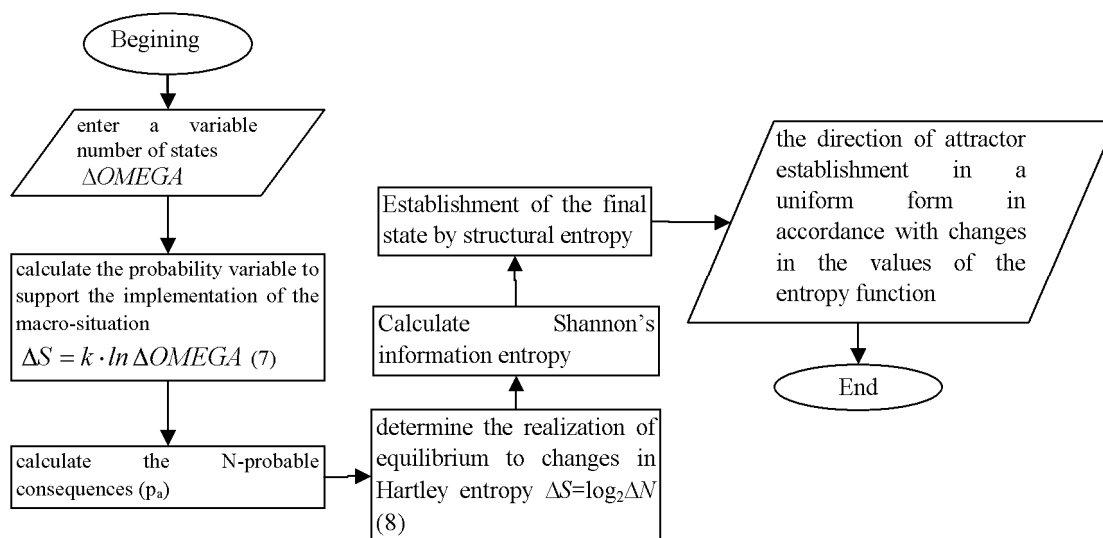 Begining
enter a variable
number of states
ΔOMEGA
calculate the probability variable to
support the implementation of the
macro-situation
ΔS = k · ln ΔOMEGA (7)
calculate the N-probable
consequences (pₐ)
determine the realization of
equilibrium to changes in
Hartley entropy ΔS=log₂ΔN
(8)
Calculate Shannon's
information entropy
Establishment of the final
state by structural entropy
the direction of attractor
establishment in a
uniform form in
accordance with changes
in the values of the
entropy function
End